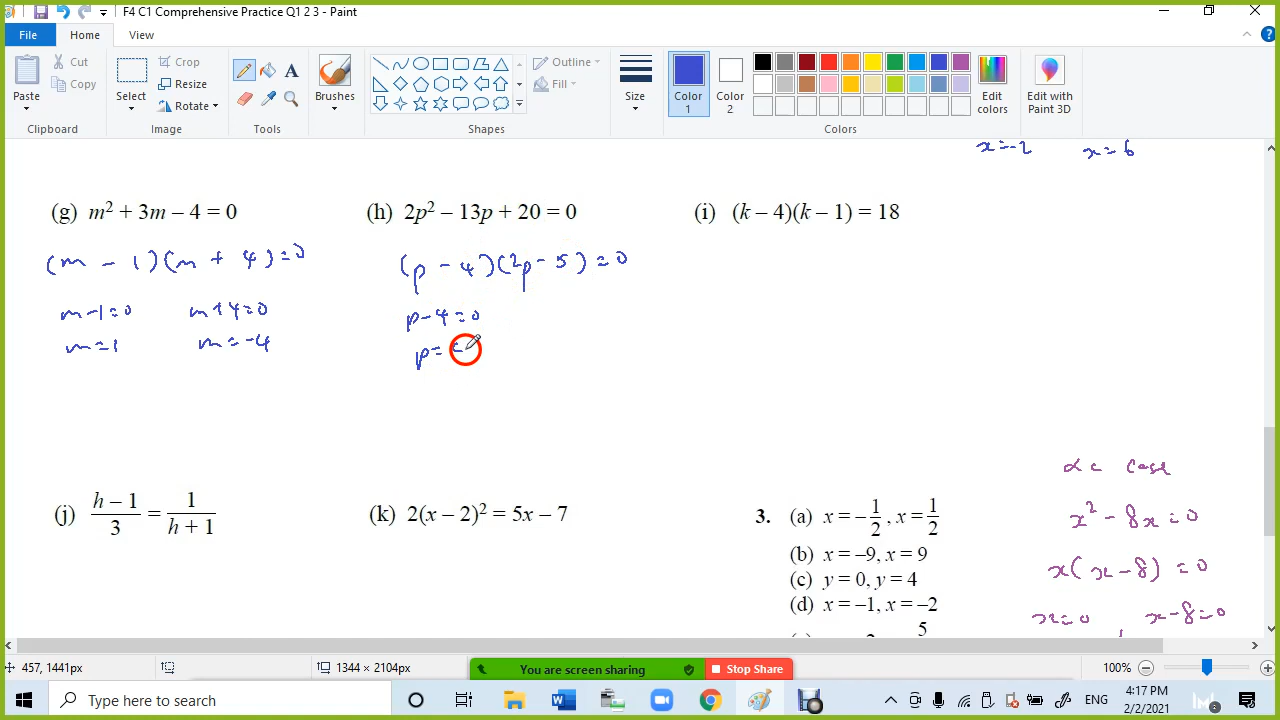 F4 C1 Comprehensive Practice Q1 2 3 - Paint
File Home View
Paste Cut Copy Clipboard
Select Crop Resize Rotate Image
A Tools
Brushes
Outline Fill Shapes
Size
Color 1 Color 2 Edit colors Edit with Paint 3D Colors
x=-2 x=6
(g) m² + 3m − 4 = 0 (h) 2p² − 13p + 20 = 0 (i) (k − 4)(k − 1) = 18
(m − 1)(m + 4)=0 (p − 4)(2p − 5)=0
m−1=0 m+4=0 p−4=0
m=1 m=−4 p=
αc case
(j) (h − 1)/3 = 1/(h + 1) (k) 2(x − 2)² = 5x − 7 3. (a) x = −1/2, x = 1/2
x² − 8x=0
(b) x = −9, x = 9
x(x−8)=0
(c) y = 0, y = 4
(d) x = −1, x = −2
x=0 x−8=0
457, 1441px 1344 × 2104px 100%
You are screen sharing Stop Share
Type here to search ENG 4:17 PM
2/2/2021